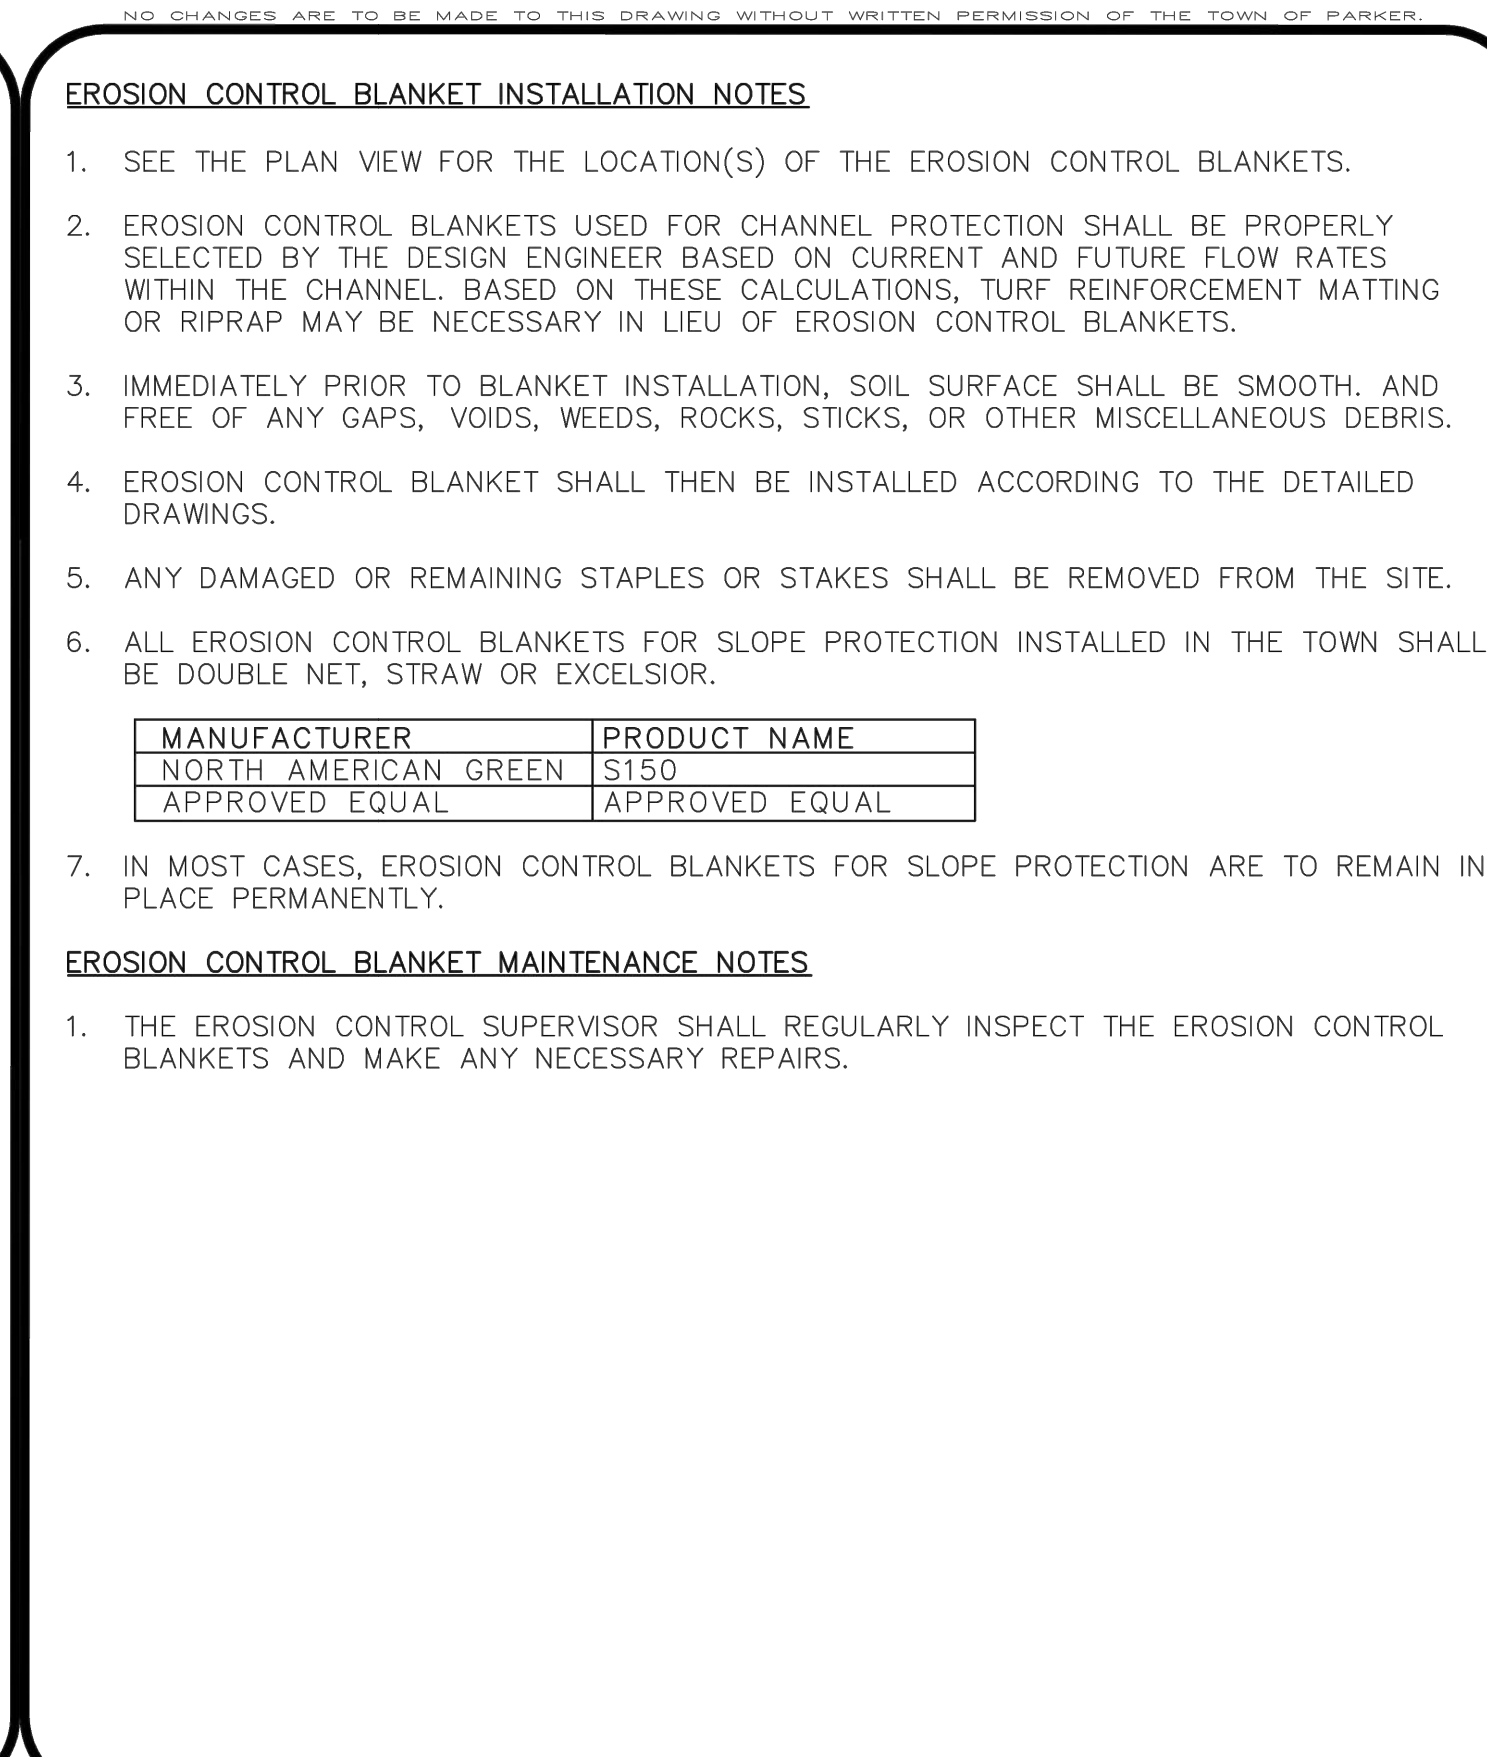 NO CHANGES ARE TO BE MADE TO THIS DRAWING WITHOUT WRITTEN PERMISSION OF THE TOWN OF PARKER.
EROSION CONTROL BLANKET INSTALLATION NOTES
1. SEE THE PLAN VIEW FOR THE LOCATION(S) OF THE EROSION CONTROL BLANKETS.
2. EROSION CONTROL BLANKETS USED FOR CHANNEL PROTECTION SHALL BE PROPERLY
SELECTED BY THE DESIGN ENGINEER BASED ON CURRENT AND FUTURE FLOW RATES
WITHIN THE CHANNEL. BASED ON THESE CALCULATIONS, TURF REINFORCEMENT MATTING
OR RIPRAP MAY BE NECESSARY IN LIEU OF EROSION CONTROL BLANKETS.
3. IMMEDIATELY PRIOR TO BLANKET INSTALLATION, SOIL SURFACE SHALL BE SMOOTH. AND
FREE OF ANY GAPS, VOIDS, WEEDS, ROCKS, STICKS, OR OTHER MISCELLANEOUS DEBRIS.
4. EROSION CONTROL BLANKET SHALL THEN BE INSTALLED ACCORDING TO THE DETAILED
DRAWINGS.
5. ANY DAMAGED OR REMAINING STAPLES OR STAKES SHALL BE REMOVED FROM THE SITE.
6. ALL EROSION CONTROL BLANKETS FOR SLOPE PROTECTION INSTALLED IN THE TOWN SHALL
BE DOUBLE NET, STRAW OR EXCELSIOR.
MANUFACTURER PRODUCT NAME
NORTH AMERICAN GREEN S150
APPROVED EQUAL APPROVED EQUAL
7. IN MOST CASES, EROSION CONTROL BLANKETS FOR SLOPE PROTECTION ARE TO REMAIN IN
PLACE PERMANENTLY.
EROSION CONTROL BLANKET MAINTENANCE NOTES
1. THE EROSION CONTROL SUPERVISOR SHALL REGULARLY INSPECT THE EROSION CONTROL
BLANKETS AND MAKE ANY NECESSARY REPAIRS.